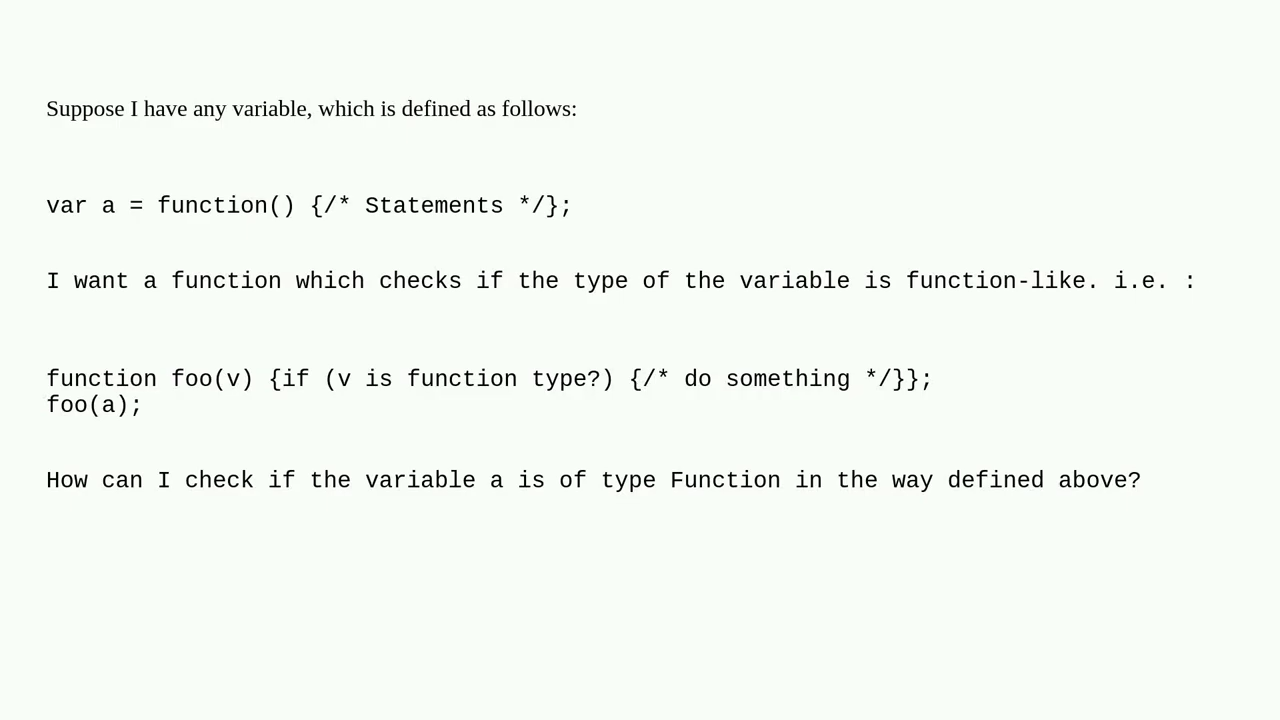 Suppose I have any variable, which is defined as follows:
var a = function() {/* Statements */};
I want a function which checks if the type of the variable is function-like. i.e. :
function foo(v) {if (v is function type?) {/* do something */}};
foo(a);
How can I check if the variable a is of type Function in the way defined above?